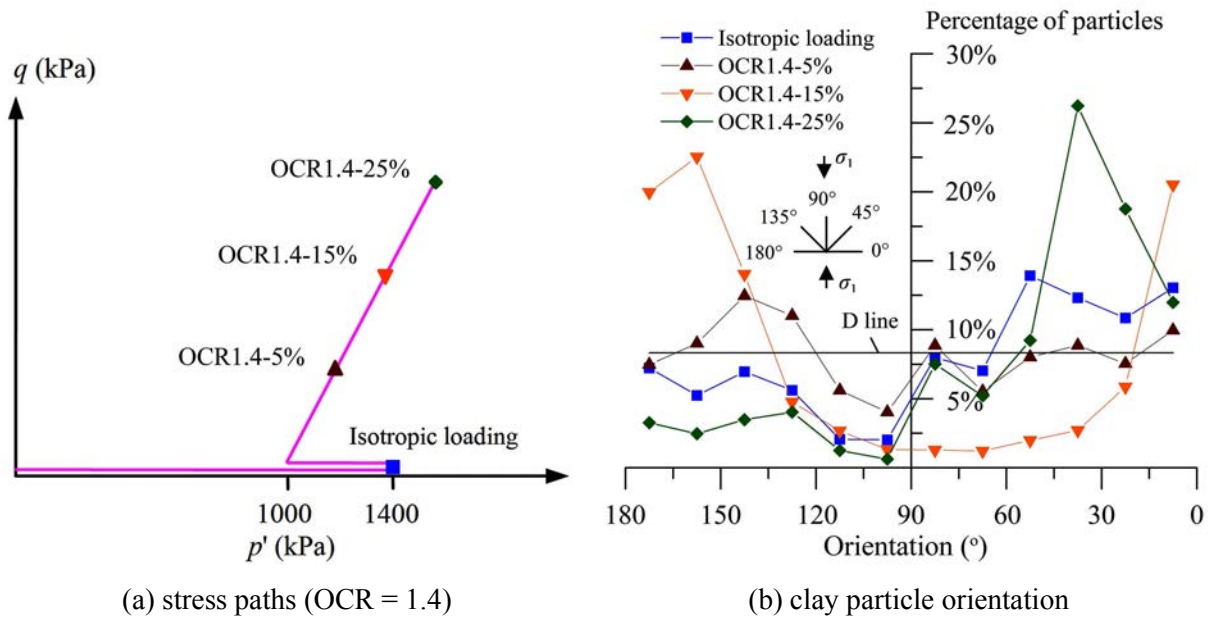 q (kPa)
OCR1.4-25%
OCR1.4-15%
OCR1.4-5%
Isotropic loading
1000
1400
p' (kPa)
(a) stress paths (OCR = 1.4)
Percentage of particles
Isotropic loading
OCR1.4-5%
OCR1.4-15%
OCR1.4-25%
30%
25%
20%
15%
10%
5%
σ1
90°
135°
45°
180°
0°
σ1
D line
180
150
120
90
60
30
0
Orientation (°)
(b) clay particle orientation